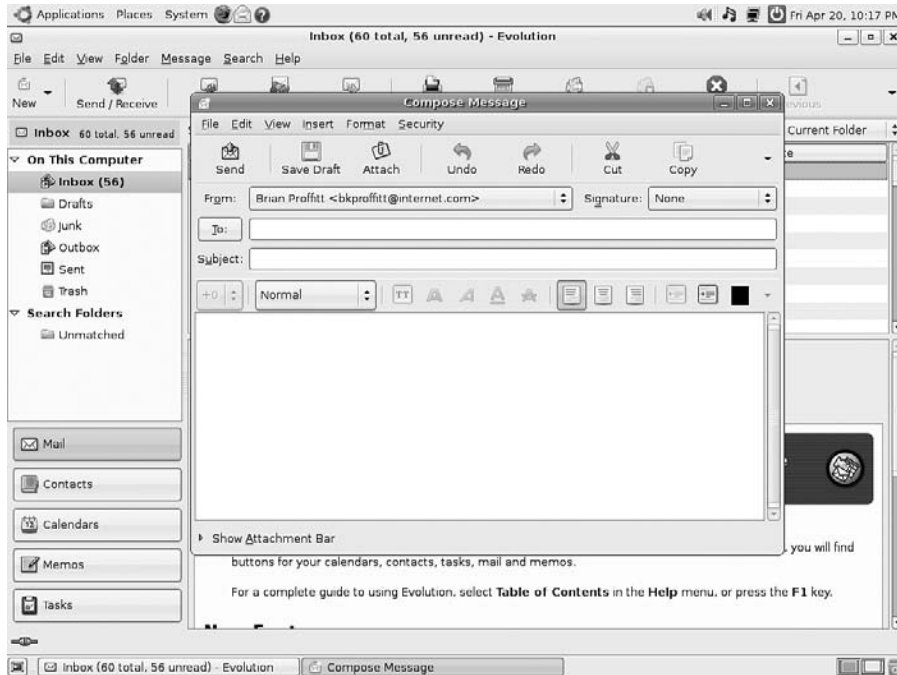 Applications Places System
Fri Apr 20, 10:17 PM
Inbox (60 total, 56 unread) - Evolution
File Edit View Folder Message Search Help
New
Send / Receive
Inbox 60 total, 56 unread
Current Folder
On This Computer
Inbox (56)
Drafts
Junk
Outbox
Sent
Trash
Search Folders
Unmatched
Mail
Contacts
Calendars
Memos
Tasks
Compose Message
File Edit View Insert Format Security
Send Save Draft Attach Undo Redo Cut Copy
From: Brian Proffitt <bkproffitt@internet.com> Signature: None
To:
Subject:
+0 Normal TT
Show Attachment Bar
, you will find
buttons for your calendars, contacts, tasks, mail and memos.
For a complete guide to using Evolution, select Table of Contents in the Help menu, or press the F1 key.
Inbox (60 total, 56 unread) - Evolution
Compose Message